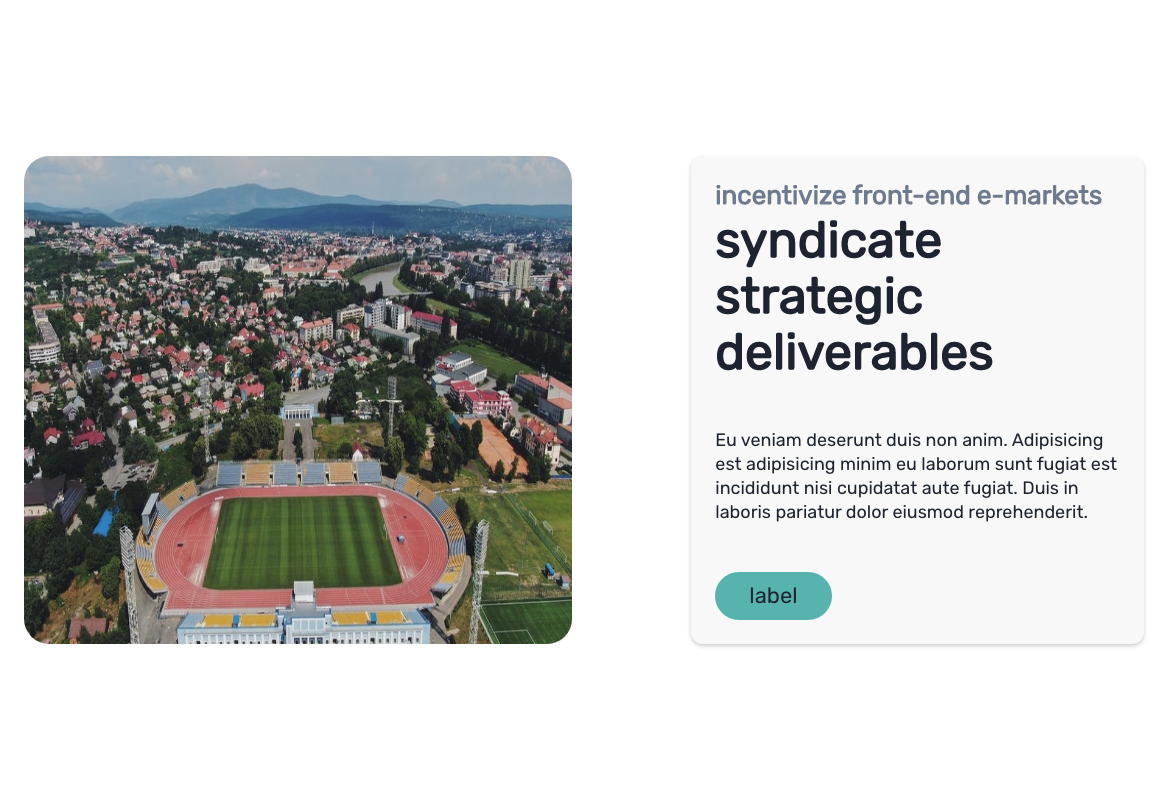 incentivize front-end e-markets
syndicate
strategic
deliverables
Eu veniam deserunt duis non anim. Adipisicing
est adipisicing minim eu laborum sunt fugiat est
incididunt nisi cupidatat aute fugiat. Duis in
laboris pariatur dolor eiusmod reprehenderit.
label